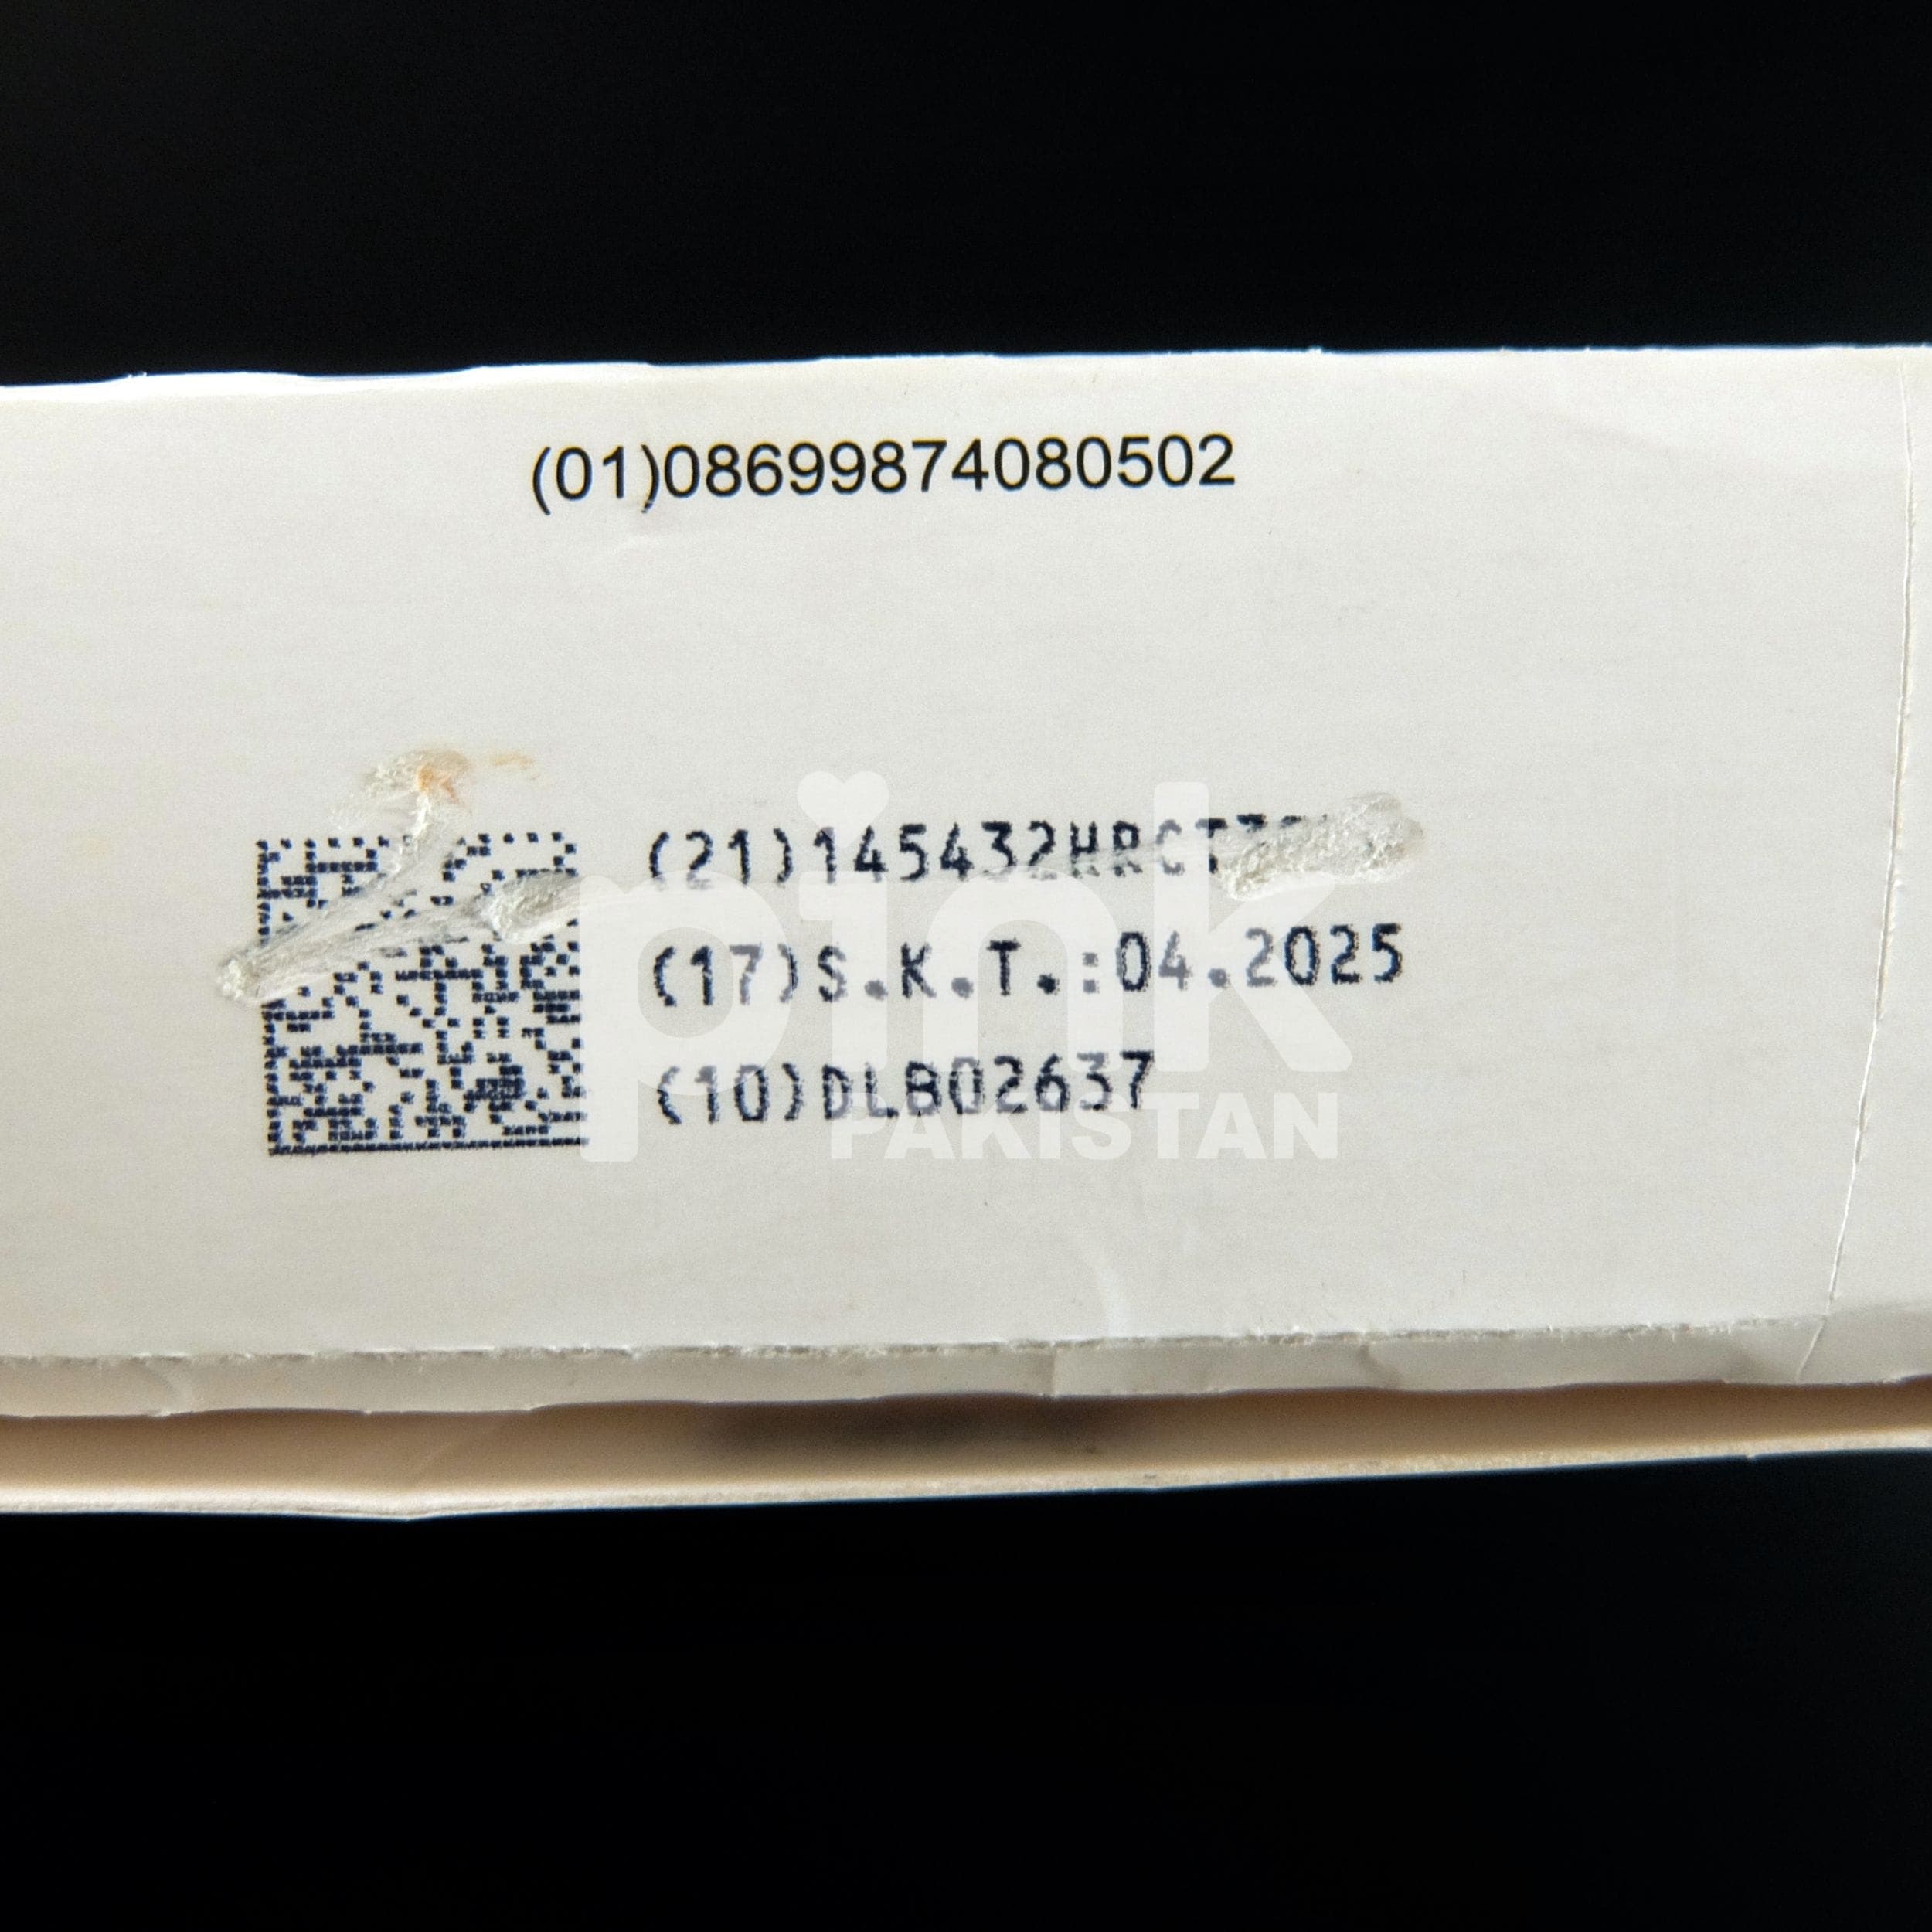 (01)08699874080502
(21)145432HRCT
(17)S.K.T.:04.2025
(10)DLB02637
pink
PAKISTAN